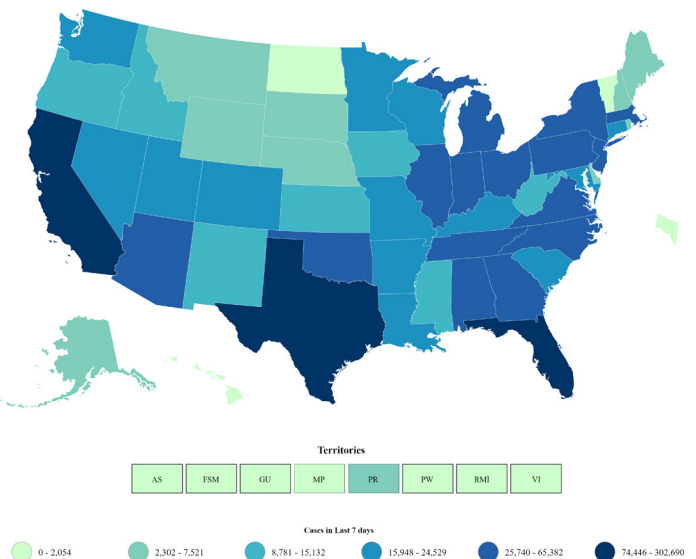 Territories
AS FSM GU MP PR PW RMI VI
Cases in Last 7 days
0 - 2,054 2,302 - 7,521 8,781 - 15,132 15,948 - 24,529 25,740 - 65,382 74,446 - 302,690